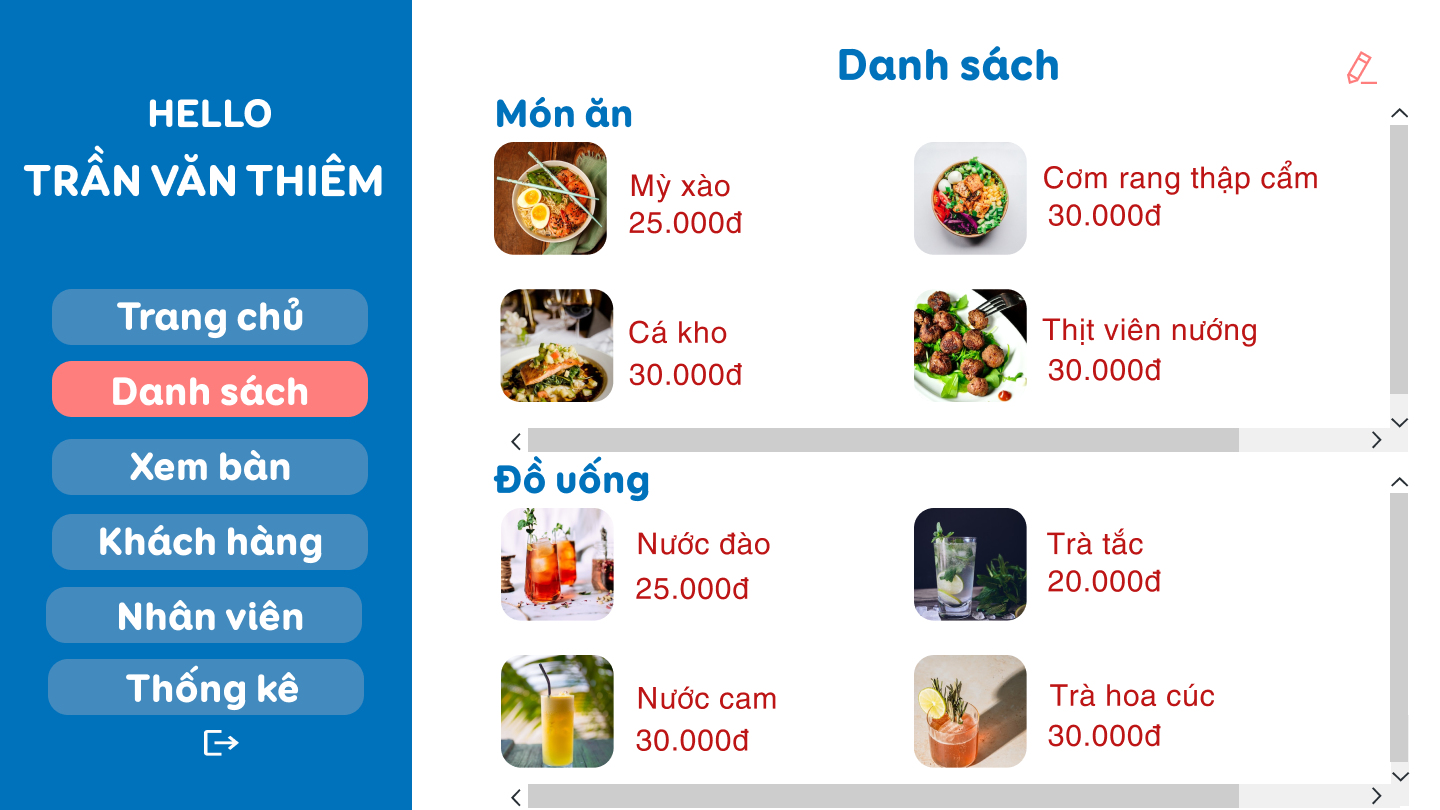 HELLO
TRẦN VĂN THIÊM
Trang chủ
Danh sách
Xem bàn
Khách hàng
Nhân viên
Thống kê
Danh sách
Món ăn
Mỳ xào
25.000đ
Cơm rang thập cẩm
30.000đ
Cá kho
30.000đ
Thịt viên nướng
30.000đ
Đồ uống
Nước đào
25.000đ
Trà tắc
20.000đ
Nước cam
30.000đ
Trà hoa cúc
30.000đ